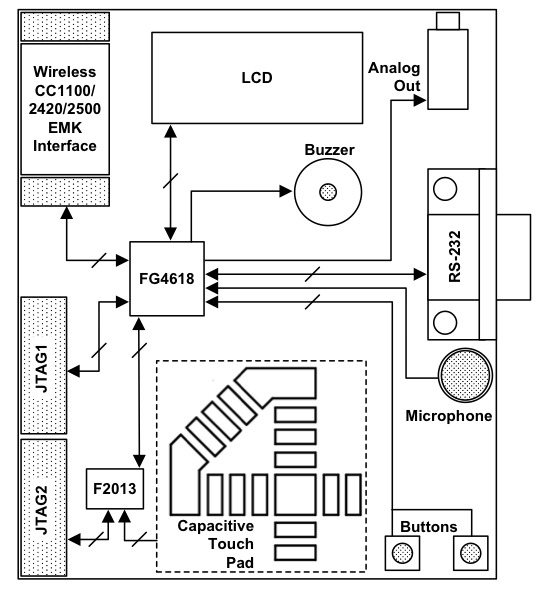 Wireless
CC1100/
2420/2500
EMK
Interface
LCD
Analog
Out
Buzzer
FG4618
RS-232
JTAG1
Microphone
JTAG2
F2013
Capacitive
Touch
Pad
Buttons